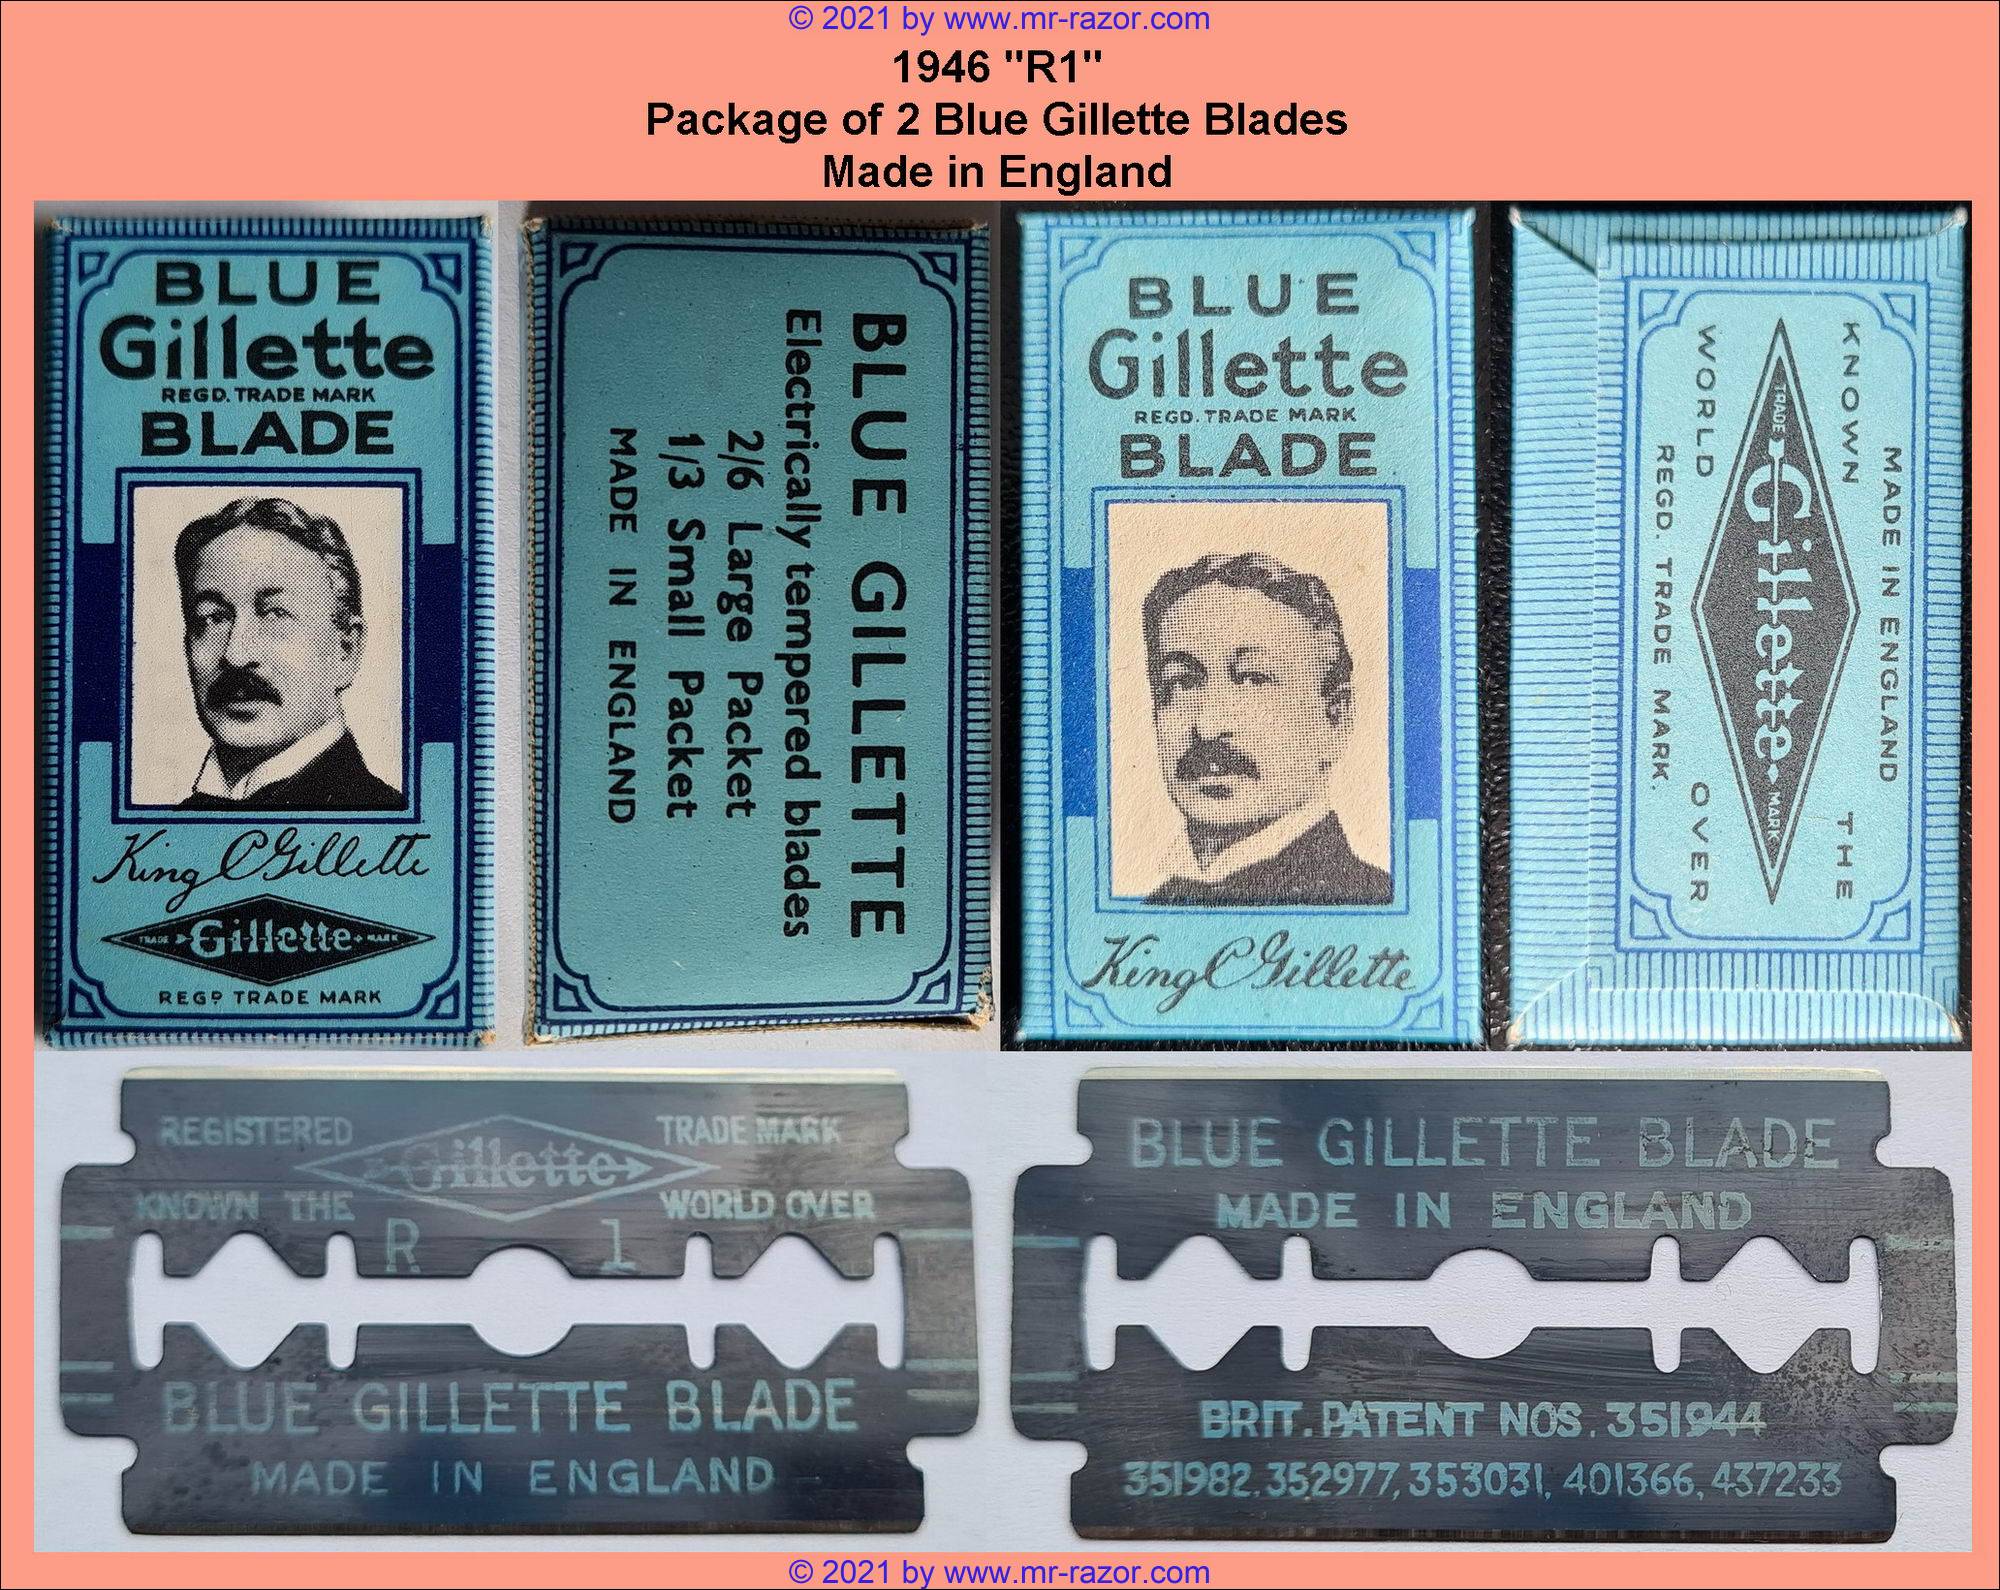 © 2021 by www.mr-razor.com
1946 "R1"
Package of 2 Blue Gillette Blades
Made in England
BLUE
Gillette
REGD. TRADE MARK
BLADE
King C Gillette
TRADE Gillette MARK
REGD TRADE MARK
BLUE GILLETTE
Electrically tempered blades
2/6 Large Packet
1/3 Small Packet
MADE IN ENGLAND
BLUE
Gillette
REGD. TRADE MARK
BLADE
King C Gillette
MADE IN ENGLAND
KNOWN THE
TRADE Gillette MARK
WORLD OVER
REGD. TRADE MARK.
REGISTERED TRADE MARK
Gillette
KNOWN THE WORLD OVER
R 1
BLUE GILLETTE BLADE
MADE IN ENGLAND
BLUE GILLETTE BLADE
MADE IN ENGLAND
BRIT. PATENT NOS. 351944
351982, 352977, 353031, 401366, 437233
© 2021 by www.mr-razor.com